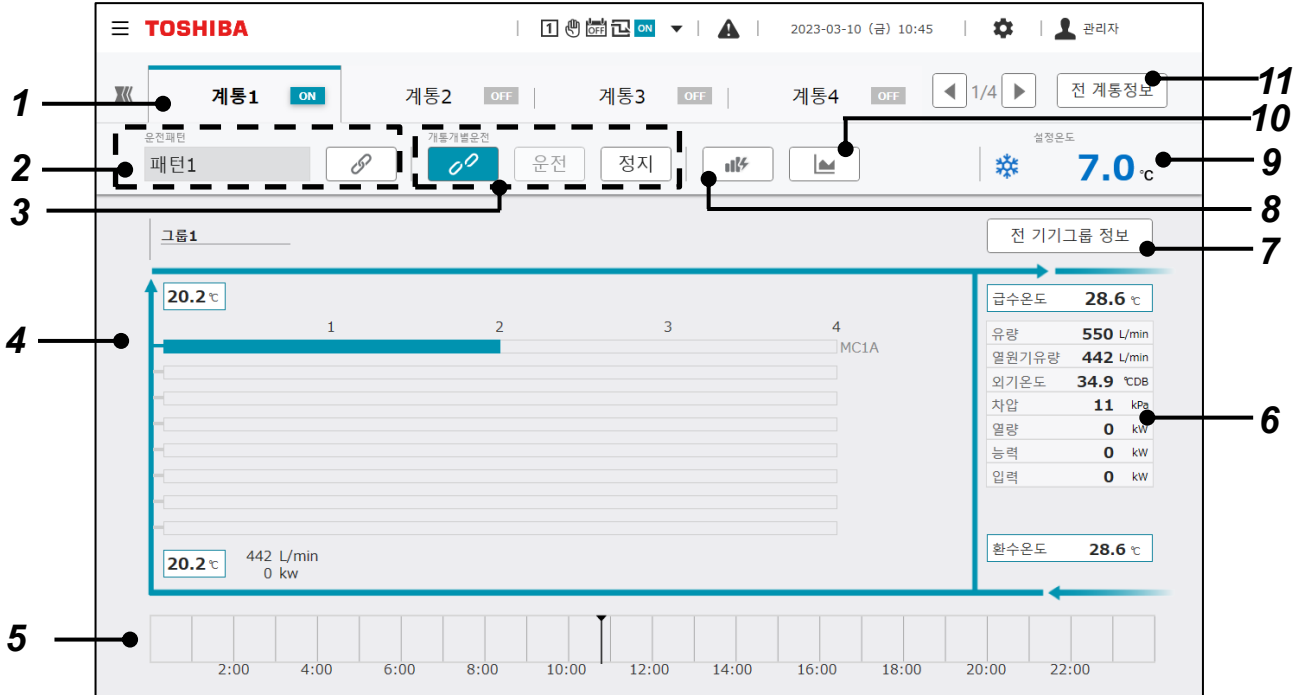 TOSHIBA 1 OFF ON 2023-03-10 (금) 10:45 관리자
계통1 ON 계통2 OFF 계통3 OFF 계통4 OFF 1/4 전 계통정보
1 11
10
운전패턴 개통개별운전 설정온도
2 패턴1 운전 정지 7.0 ℃ 9
3 8
그룹1 전 기기그룹 정보 7
20.2 ℃ 급수온도 28.6 ℃
1 2 3 4
4 MC1A
유량 550 L/min
열원기유량 442 L/min
외기온도 34.9 ℃DB
차압 11 kPa
열량 0 kW
6
능력 0 kW
입력 0 kW
20.2 ℃ 442 L/min 환수온도 28.6 ℃
0 kw
5
2:00 4:00 6:00 8:00 10:00 12:00 14:00 16:00 18:00 20:00 22:00